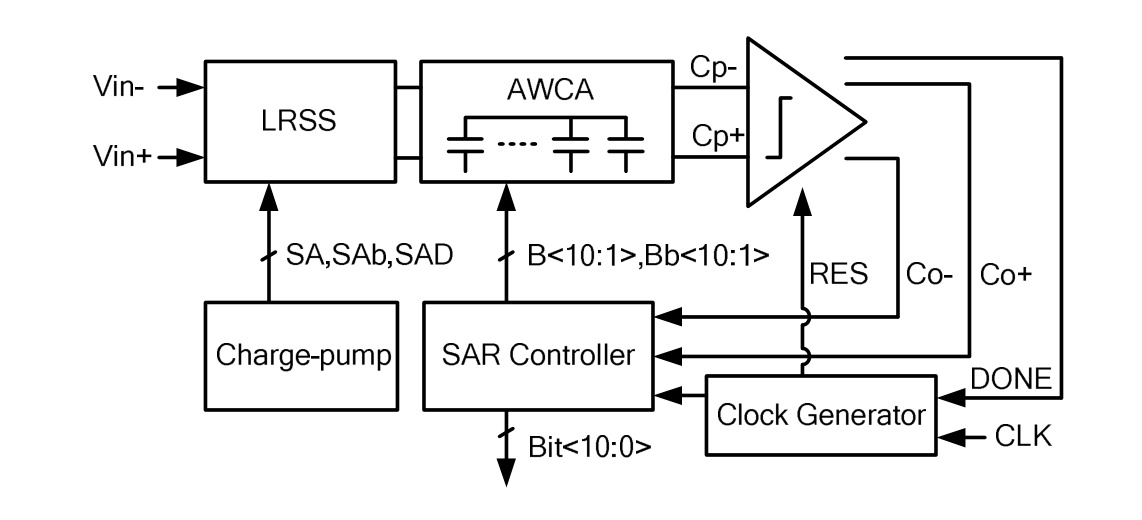 Vin-
Vin+
LRSS
AWCA
Cp-
Cp+
SA,SAb,SAD
B<10:1>,Bb<10:1>
RES
Co-
Co+
Charge-pump
SAR Controller
Clock Generator
DONE
CLK
Bit<10:0>